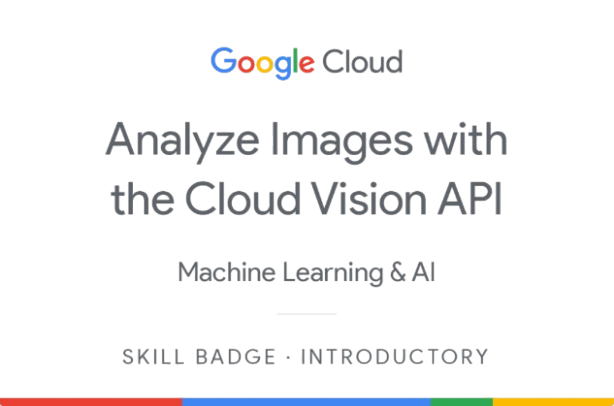 Google Cloud
Analyze Images with
the Cloud Vision API
Machine Learning & AI
SKILL BADGE · INTRODUCTORY